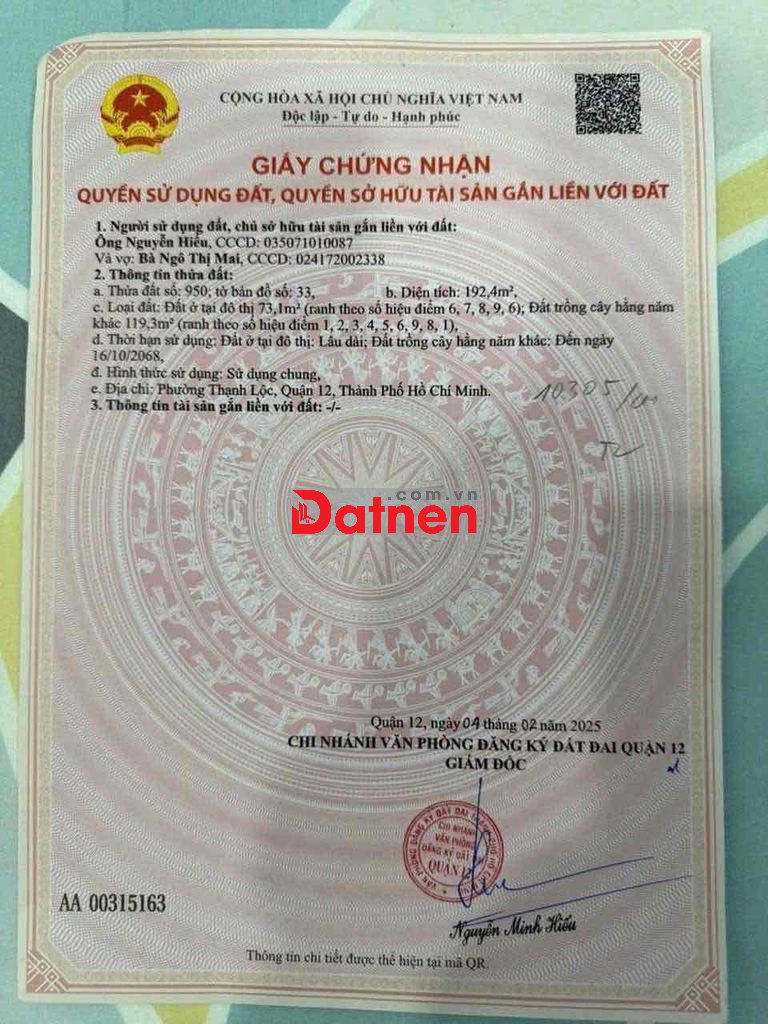 CỘNG HÒA XÃ HỘI CHỦ NGHĨA VIỆT NAM
Độc lập - Tự do - Hạnh phúc
GIẤY CHỨNG NHẬN
QUYỀN SỬ DỤNG ĐẤT, QUYỀN SỞ HỮU TÀI SẢN GẮN LIỀN VỚI ĐẤT
1. Người sử dụng đất, chủ sở hữu tài sản gắn liền với đất:
Ông Nguyễn Hiếu, CCCD: 035071010087
Và vợ: Bà Ngô Thị Mai, CCCD: 024172002338
2. Thông tin thửa đất:
a. Thửa đất số: 950; tờ bản đồ số: 33, b. Diện tích: 192,4m²,
c. Loại đất: Đất ở tại đô thị 73,1m² (ranh theo số hiệu điểm 6, 7, 8, 9, 6); Đất trồng cây hằng năm
khác 119,3m² (ranh theo số hiệu điểm 1, 2, 3, 4, 5, 6, 9, 8, 1),
d. Thời hạn sử dụng: Đất ở tại đô thị: Lâu dài; Đất trồng cây hằng năm khác: Đến ngày
16/10/2068,
đ. Hình thức sử dụng: Sử dụng chung,
e. Địa chỉ: Phường Thạnh Lộc, Quận 12, Thành Phố Hồ Chí Minh.
3. Thông tin tài sản gắn liền với đất: -/-
10305
.com.vn
Datnen
Quận 12, ngày 04 tháng 02 năm 2025
CHI NHÁNH VĂN PHÒNG ĐĂNG KÝ ĐẤT ĐAI QUẬN 12
GIÁM ĐỐC
CHI NHÁNH
VĂN PHÒNG
ĐĂNG KÝ ĐẤT
QUẬN
AA 00315163
Nguyễn Minh Hiếu
Thông tin chi tiết được thể hiện tại mã QR.